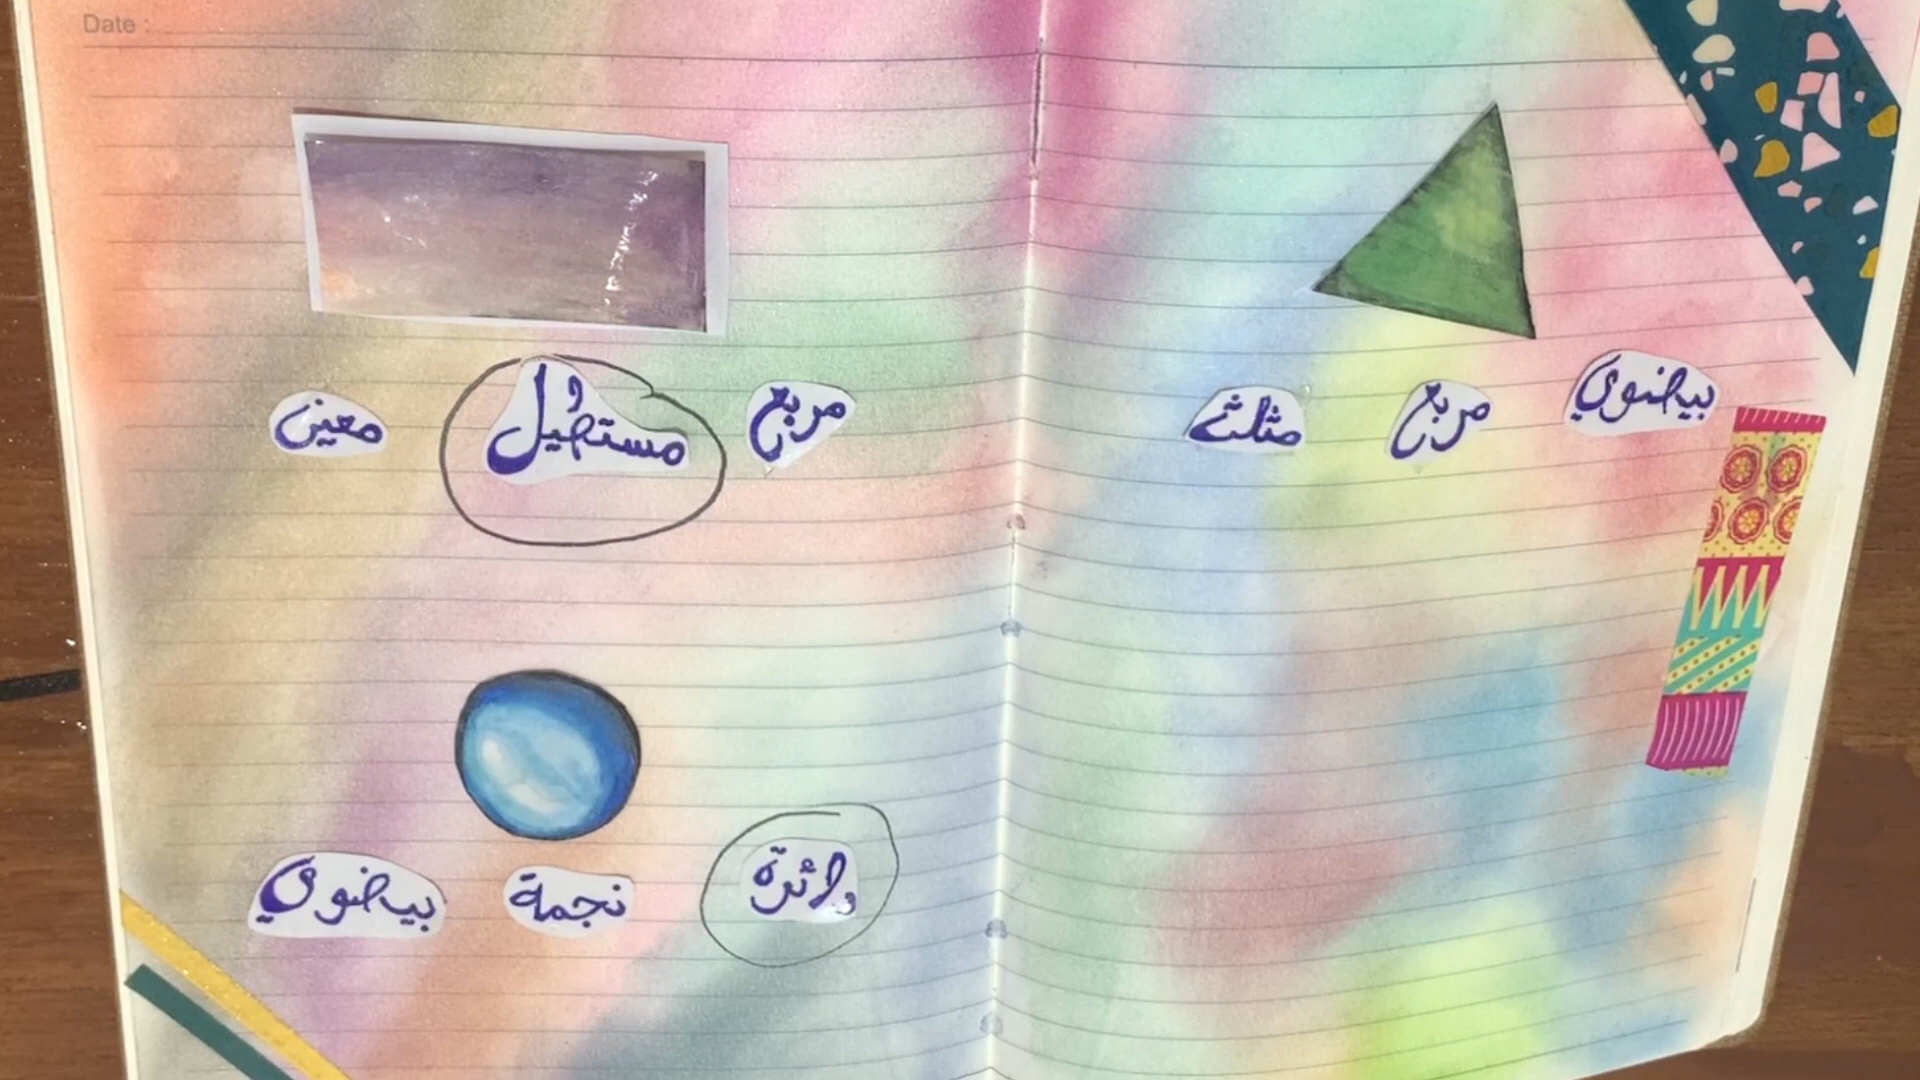 Date :
مربع مستطيل معين
بيضوي مربع مثلث
دائرة نجمة بيضوي